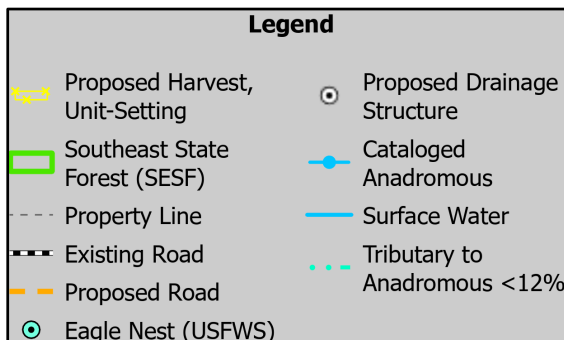 Legend
Proposed Harvest,
Unit-Setting
Southeast State
Forest (SESF)
Property Line
Existing Road
Proposed Road
Eagle Nest (USFWS)
Proposed Drainage
Structure
Cataloged
Anadromous
Surface Water
Tributary to
Anadromous <12%